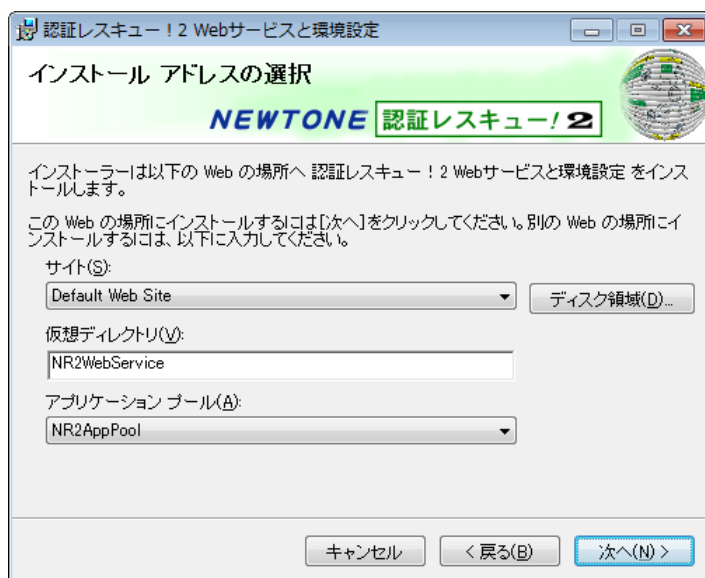 認証レスキュー!2 Webサービスと環境設定
インストール アドレスの選択
NEWTONE 認証レスキュー!2
インストーラーは以下の Web の場所へ 認証レスキュー!2 Webサービスと環境設定 をインス
トールします。
この Web の場所にインストールするには[次へ]をクリックしてください。別の Web の場所にイ
ンストールするには、以下に入力してください。
サイト(S):
Default Web Site
ディスク領域(D)...
仮想ディレクトリ(V):
NR2WebService
アプリケーション プール(A):
NR2AppPool
キャンセル
< 戻る(B)
次へ(N) >